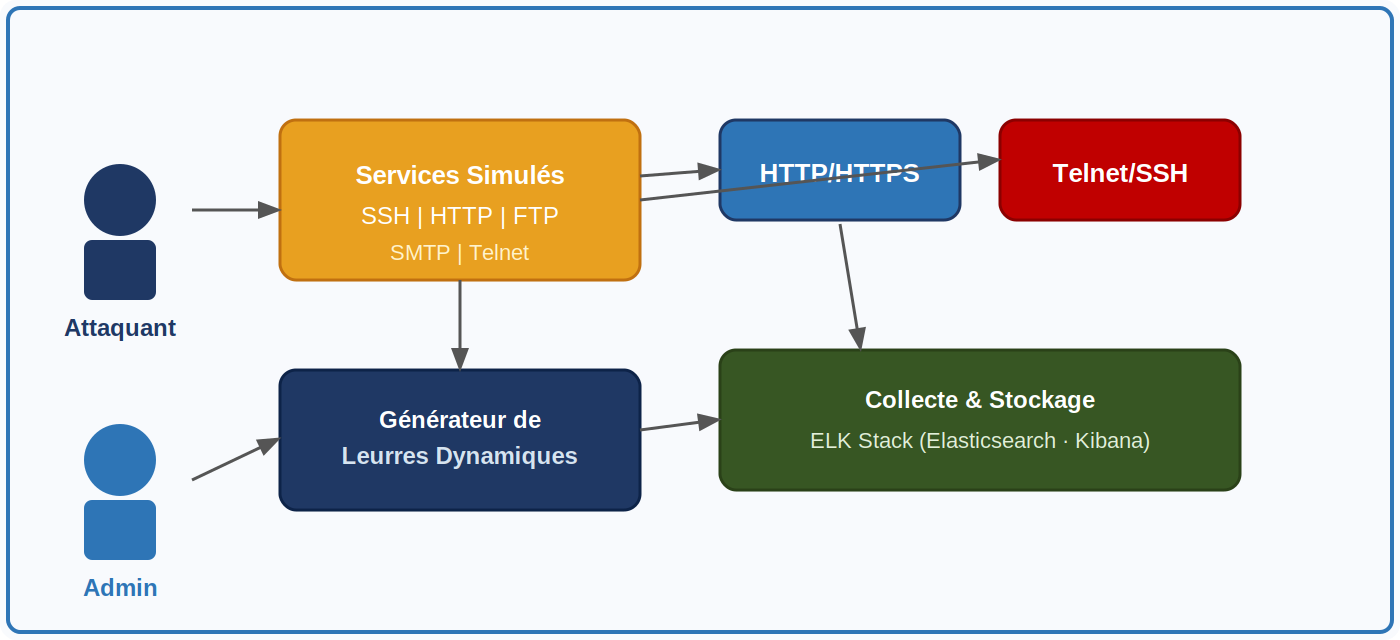 Services Simulés
SSH | HTTP | FTP
SMTP | Telnet
HTTP/HTTPS
Telnet/SSH
Attaquant
Générateur de
Leurres Dynamiques
Collecte & Stockage
ELK Stack (Elasticsearch · Kibana)
Admin